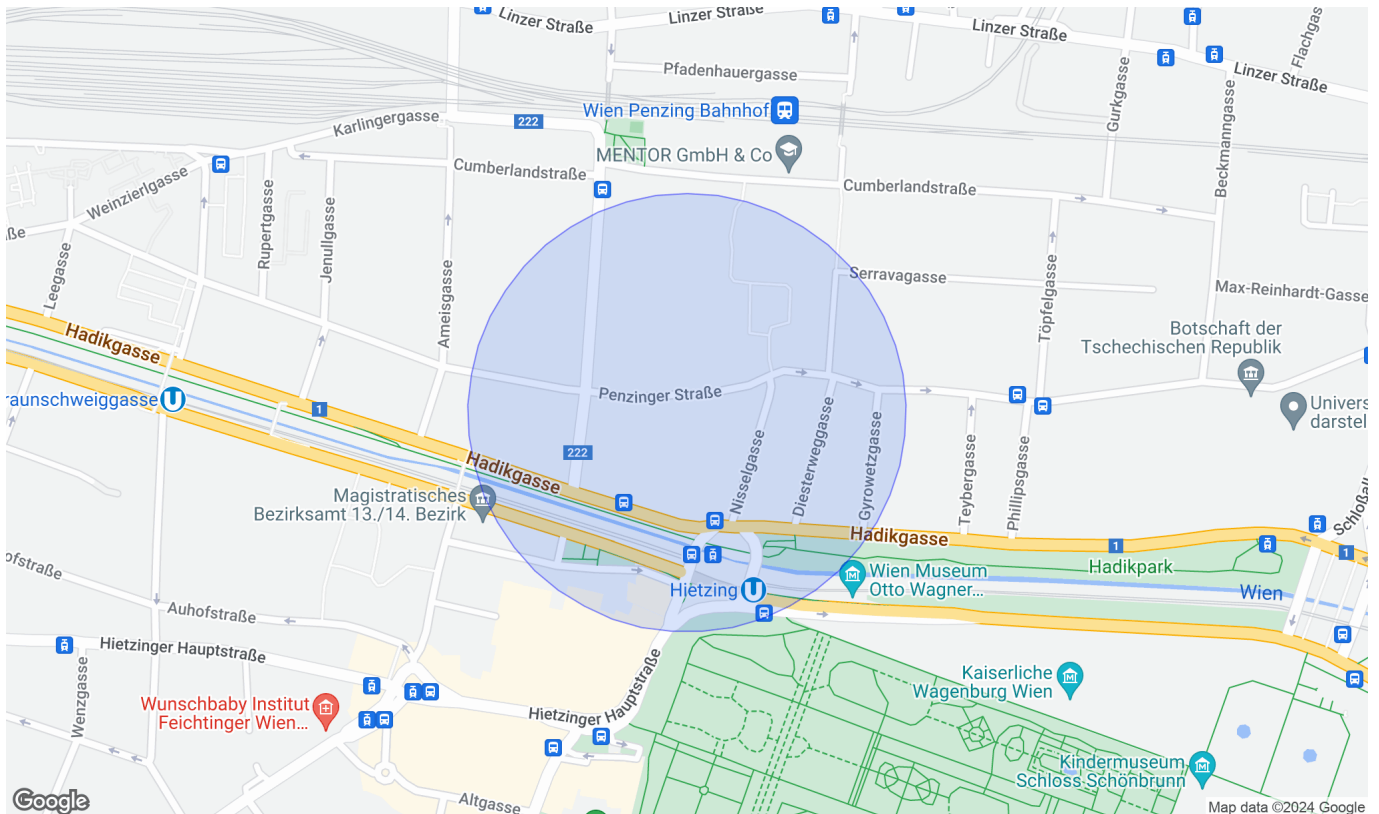 Linzer Straße
Linzer Straße
Linzer Straße
Linzer Straße
Flachgas
Pfadenhauergasse
Gurkgasse
Wien Penzing Bahnhof
Karlingergasse
222
MENTOR GmbH & Co
Cumberlandstraße
Cumberlandstraße
Beckmanngasse
Weinzierlgasse
ße
Rupertgasse
Jenullgasse
Leegasse
Ameisgasse
Serravagasse
Töpfelgasse
Max-Reinhardt-Gasse
Hadikgasse
Botschaft der
Tschechischen Republik
raunschweiggasse
U
1
Penzinger Straße
Univers
darstel
222
Hadikgasse
Nisselgasse
Diesterweggasse
Gyrowetzgasse
Teybergasse
Phillipsgasse
Schloßall
Magistratisches
Bezirksamt 13./14. Bezirk
Hadikgasse
1
1
Hadikpark
Wien Museum
Otto Wagner...
Hietzing
U
Wien
ofstraße
Auhofstraße
Hietzinger Hauptstraße
Wenzgasse
Hietzinger Hauptstraße
Kaiserliche
Wagenburg Wien
Wunschbaby Institut
Feichtinger Wien...
Kindermuseum
Schloss Schönbrunn
Altgasse
Google
Map data ©2024 Google